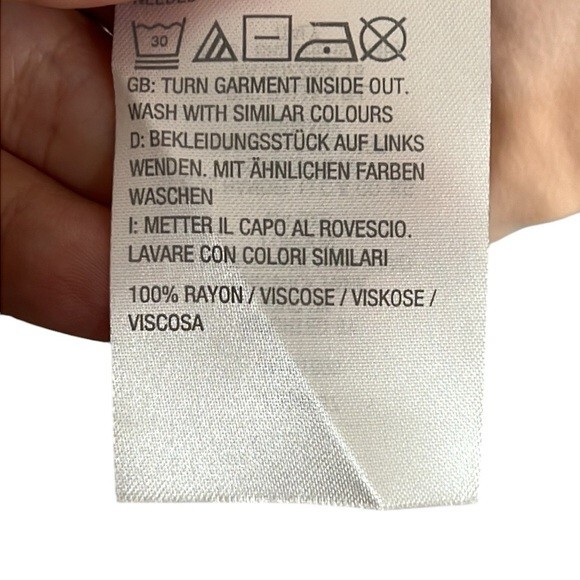 NEEDED
30
GB: TURN GARMENT INSIDE OUT.
WASH WITH SIMILAR COLOURS
D: BEKLEIDUNGSSTÜCK AUF LINKS
WENDEN. MIT ÄHNLICHEN FARBEN
WASCHEN
I: METTER IL CAPO AL ROVESCIO.
LAVARE CON COLORI SIMILARI
100% RAYON / VISCOSE / VISKOSE /
VISCOSA